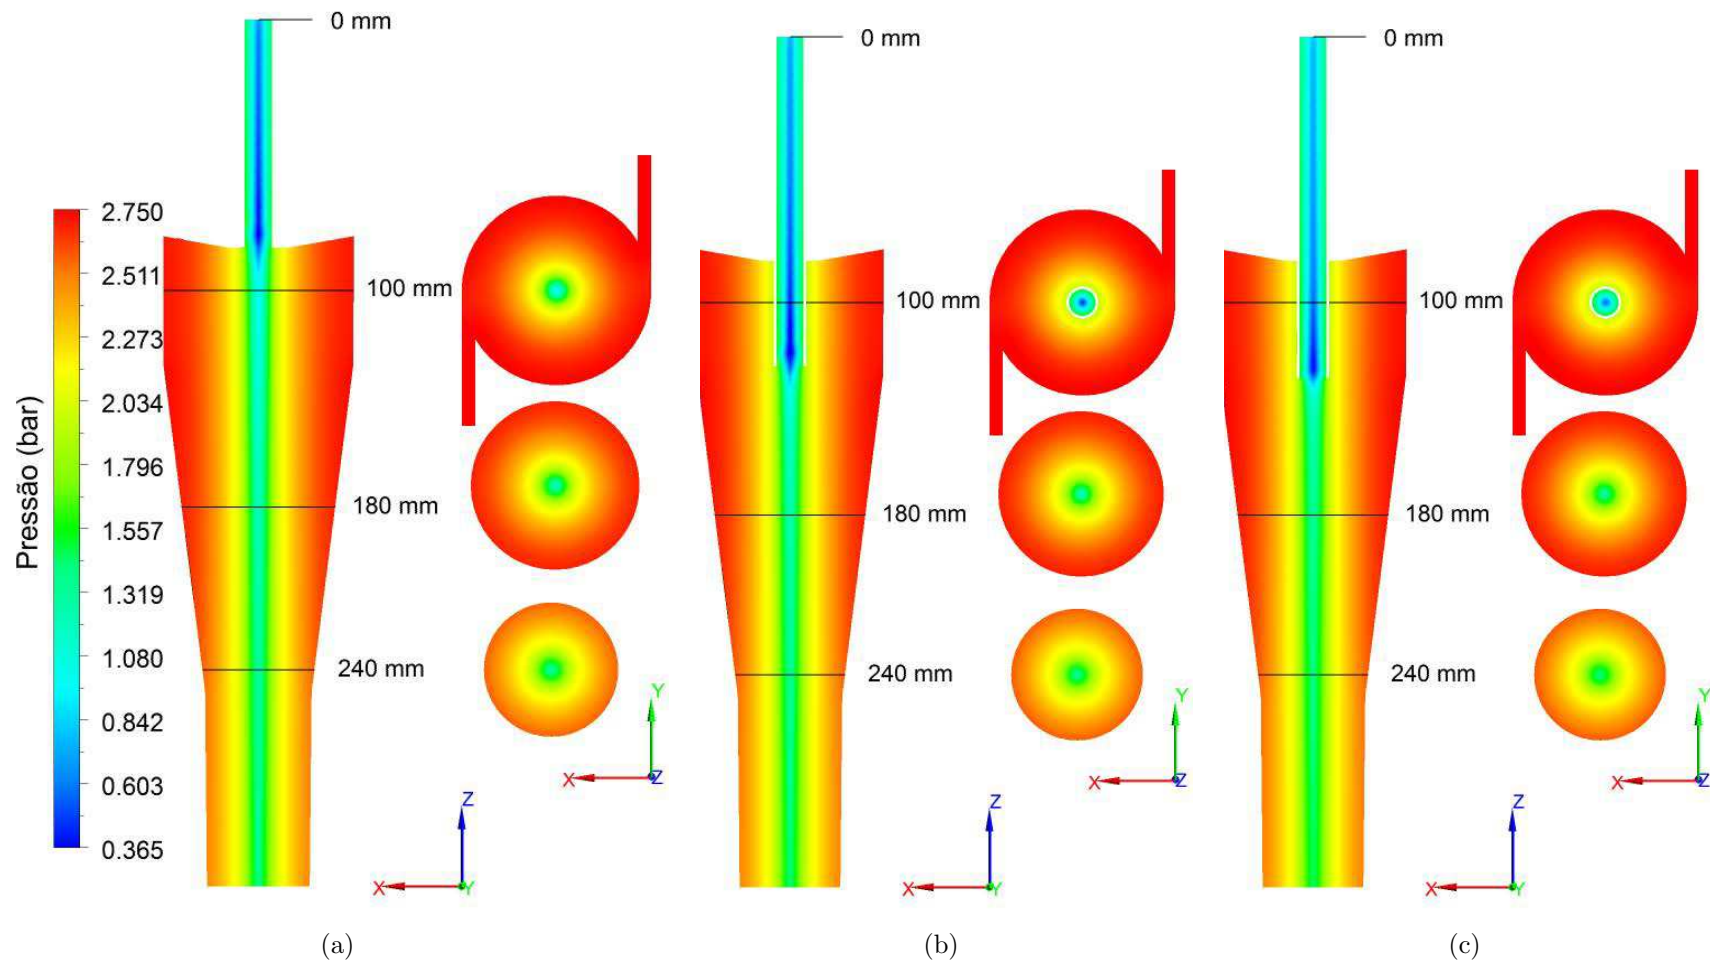 Pressão (bar)
2.750
2.511
2.273
2.034
1.796
1.557
1.319
1.080
0.842
0.603
0.365
0 mm
100 mm
180 mm
240 mm
Y
X
Z
Z
X
Y
(a)
0 mm
100 mm
180 mm
240 mm
Y
X
Z
Z
X
Y
(b)
0 mm
100 mm
180 mm
240 mm
Y
X
Z
Z
X
Y
(c)